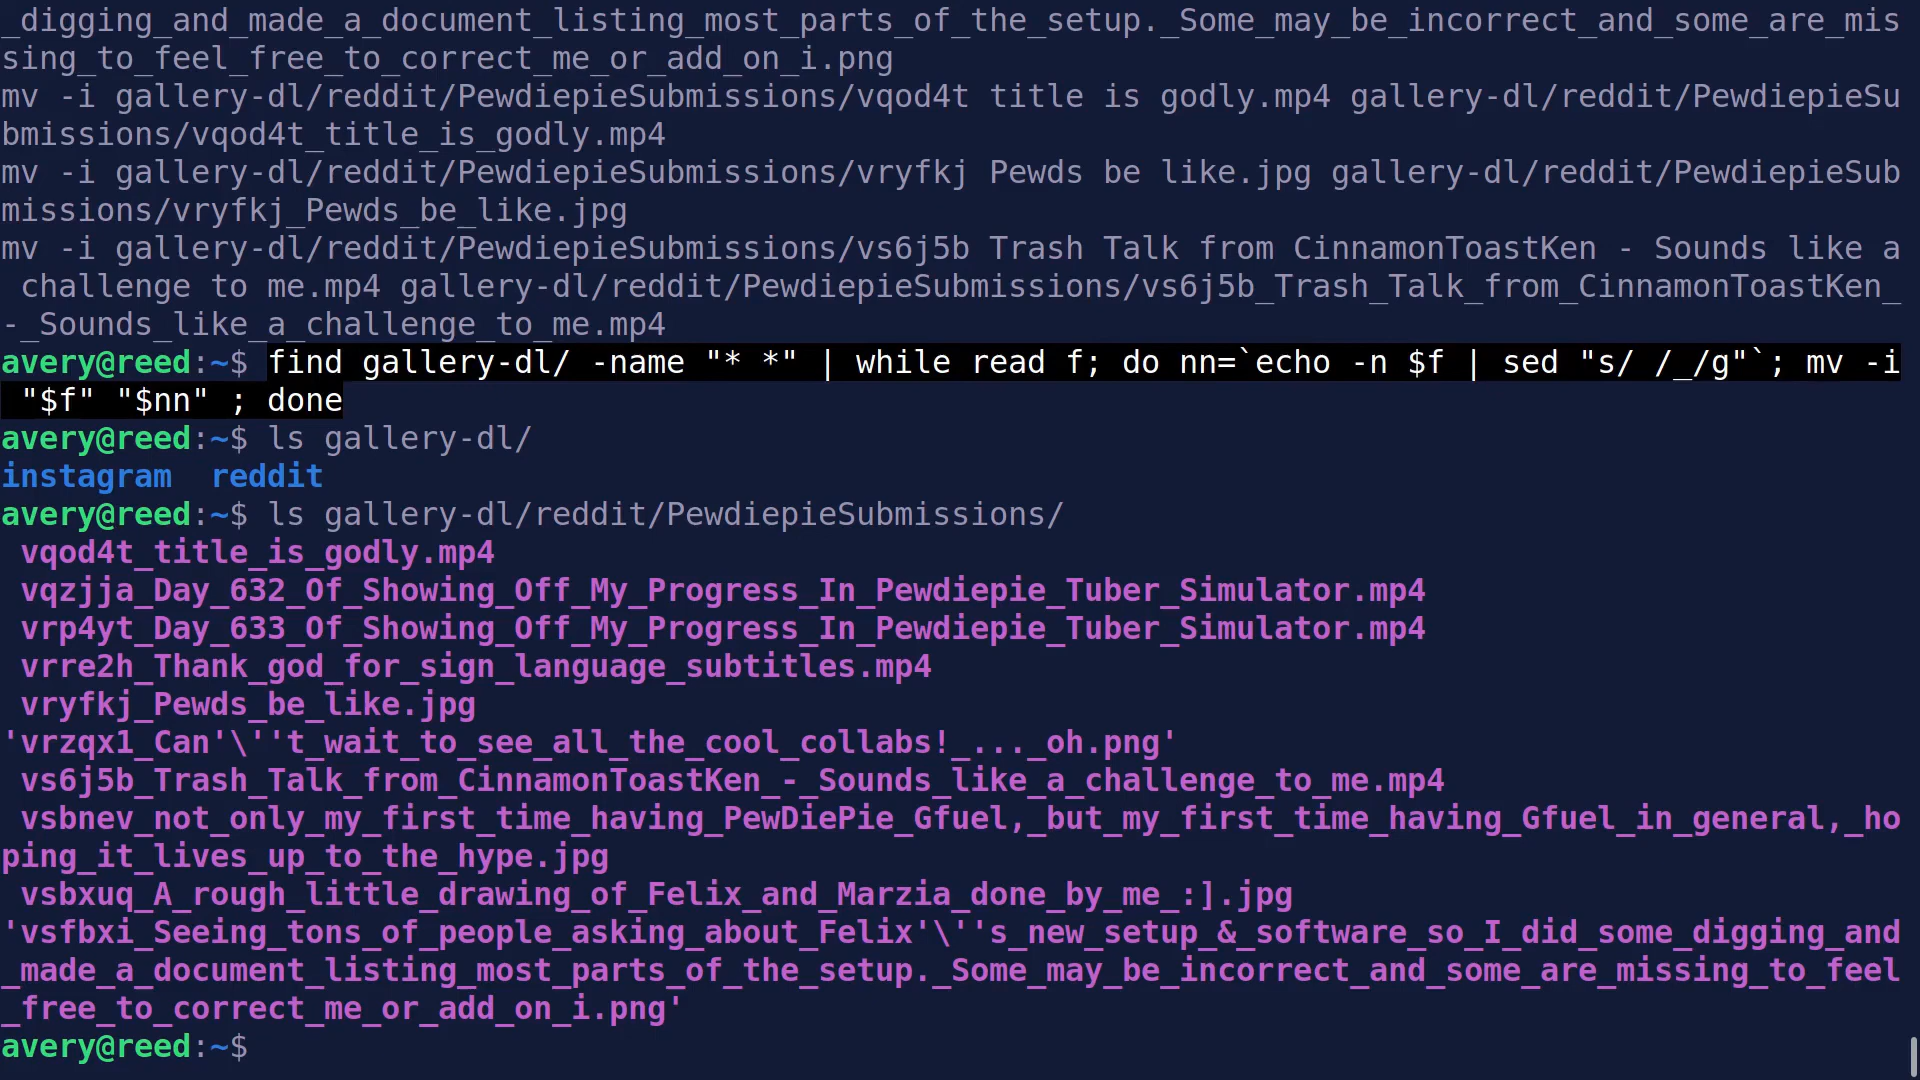 _digging_and_made_a_document_listing_most_parts_of_the_setup._Some_may_be_incorrect_and_some_are_mis
sing_to_feel_free_to_correct_me_or_add_on_i.png
mv -i gallery-dl/reddit/PewdiepieSubmissions/vqod4t title is godly.mp4 gallery-dl/reddit/PewdiepieSu
bmissions/vqod4t_title_is_godly.mp4
mv -i gallery-dl/reddit/PewdiepieSubmissions/vryfkj Pewds be like.jpg gallery-dl/reddit/PewdiepieSub
missions/vryfkj_Pewds_be_like.jpg
mv -i gallery-dl/reddit/PewdiepieSubmissions/vs6j5b Trash Talk from CinnamonToastKen - Sounds like a
 challenge to me.mp4 gallery-dl/reddit/PewdiepieSubmissions/vs6j5b_Trash_Talk_from_CinnamonToastKen_
-_Sounds_like_a_challenge_to_me.mp4
avery@reed:~$ find gallery-dl/ -name "* *" | while read f; do nn=`echo -n $f | sed "s/ /_/g"`; mv -i
 "$f" "$nn" ; done
avery@reed:~$ ls gallery-dl/
instagram  reddit
avery@reed:~$ ls gallery-dl/reddit/PewdiepieSubmissions/
 vqod4t_title_is_godly.mp4
 vqzjja_Day_632_Of_Showing_Off_My_Progress_In_Pewdiepie_Tuber_Simulator.mp4
 vrp4yt_Day_633_Of_Showing_Off_My_Progress_In_Pewdiepie_Tuber_Simulator.mp4
 vrre2h_Thank_god_for_sign_language_subtitles.mp4
 vryfkj_Pewds_be_like.jpg
'vrzqx1_Can'\''t_wait_to_see_all_the_cool_collabs!_..._oh.png'
 vs6j5b_Trash_Talk_from_CinnamonToastKen_-_Sounds_like_a_challenge_to_me.mp4
 vsbnev_not_only_my_first_time_having_PewDiePie_Gfuel,_but_my_first_time_having_Gfuel_in_general,_ho
ping_it_lives_up_to_the_hype.jpg
 vsbxuq_A_rough_little_drawing_of_Felix_and_Marzia_done_by_me_:].jpg
'vsfbxi_Seeing_tons_of_people_asking_about_Felix'\''s_new_setup_&_software_so_I_did_some_digging_and
_made_a_document_listing_most_parts_of_the_setup._Some_may_be_incorrect_and_some_are_missing_to_feel
_free_to_correct_me_or_add_on_i.png'
avery@reed:~$